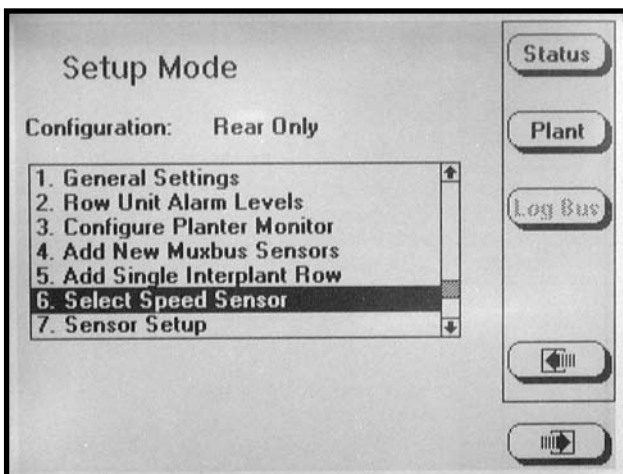 Setup Mode
Configuration: Rear Only
1. General Settings
2. Row Unit Alarm Levels
3. Configure Planter Monitor
4. Add New Muxbus Sensors
5. Add Single Interplant Row
6. Select Speed Sensor
7. Sensor Setup
Status
Plant
Log Bus